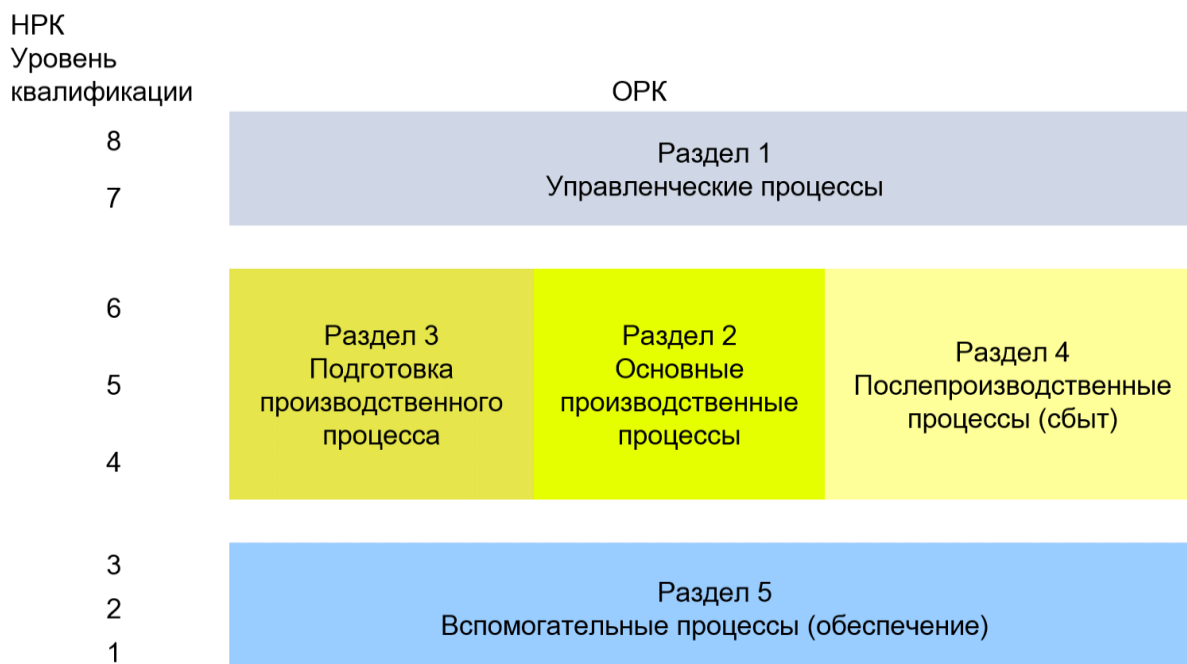 НРК
Уровень
квалификации
ОРК
8
7
Раздел 1
Управленческие процессы
6
5
4
Раздел 3
Подготовка
производственного
процесса
Раздел 2
Основные
производственные
процессы
Раздел 4
Послепроизводственные
процессы (сбыт)
3
2
1
Раздел 5
Вспомогательные процессы (обеспечение)